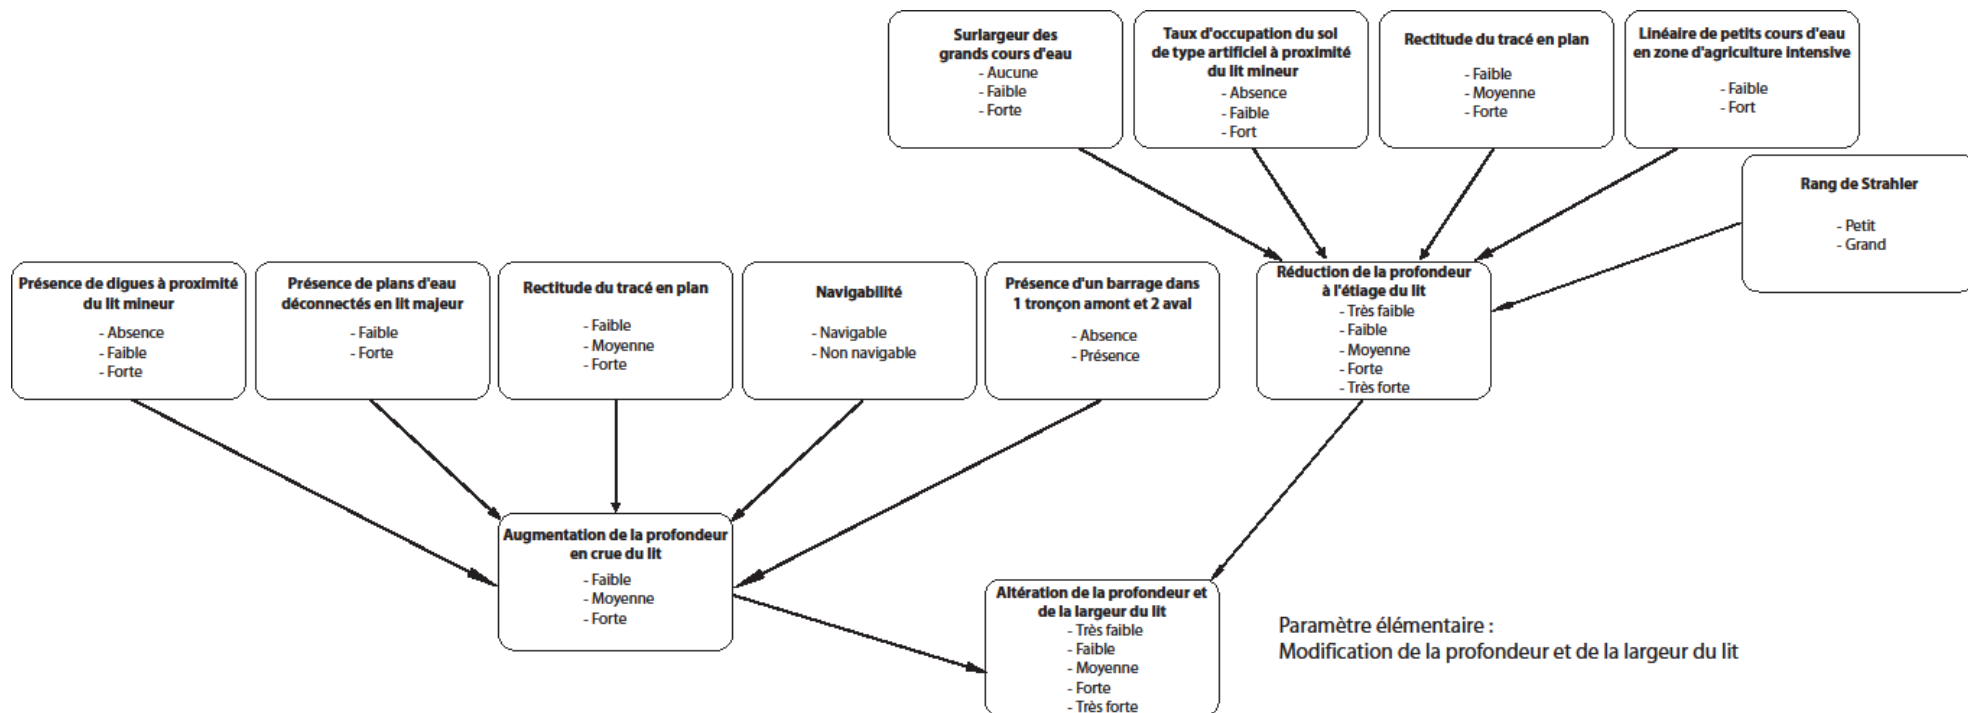 Surlargeur des
grands cours d'eau
- Aucune
- Faible
- Forte
Taux d'occupation du sol
de type artificiel à proximité
du lit mineur
- Absence
- Faible
- Fort
Rectitude du tracé en plan
- Faible
- Moyenne
- Forte
Linéaire de petits cours d'eau
en zone d'agriculture intensive
- Faible
- Fort
Rang de Strahler
- Petit
- Grand
Présence de digues à proximité
du lit mineur
- Absence
- Faible
- Forte
Présence de plans d'eau
déconnectés en lit majeur
- Faible
- Forte
Rectitude du tracé en plan
- Faible
- Moyenne
- Forte
Navigabilité
- Navigable
- Non navigable
Présence d'un barrage dans
1 tronçon amont et 2 aval
- Absence
- Présence
Réduction de la profondeur
à l'étiage du lit
- Très faible
- Faible
- Moyenne
- Forte
- Très forte
Augmentation de la profondeur
en crue du lit
- Faible
- Moyenne
- Forte
Altération de la profondeur et
de la largeur du lit
- Très faible
- Faible
- Moyenne
- Forte
- Très forte
Paramètre élémentaire :
Modification de la profondeur et de la largeur du lit